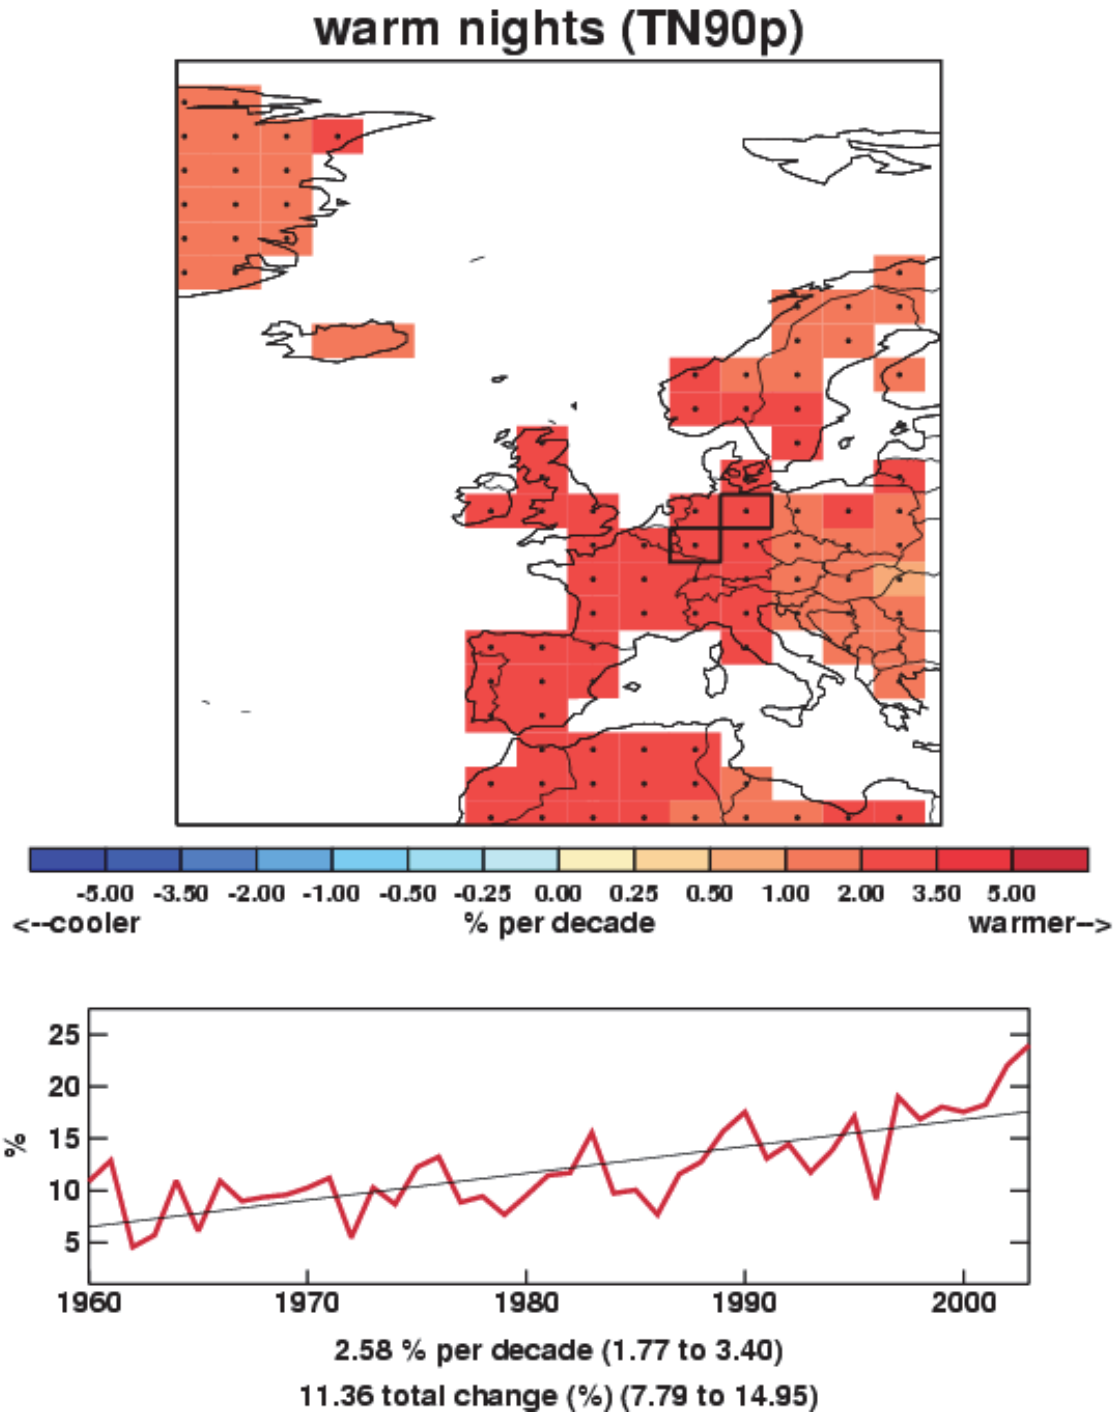 warm nights (TN90p)
-5.00 -3.50 -2.00 -1.00 -0.50 -0.25 0.00 0.25 0.50 1.00 2.00 3.50 5.00
<--cooler % per decade warmer-->
25
20
15
10
5
%
1960 1970 1980 1990 2000
2.58 % per decade (1.77 to 3.40)
11.36 total change (%) (7.79 to 14.95)